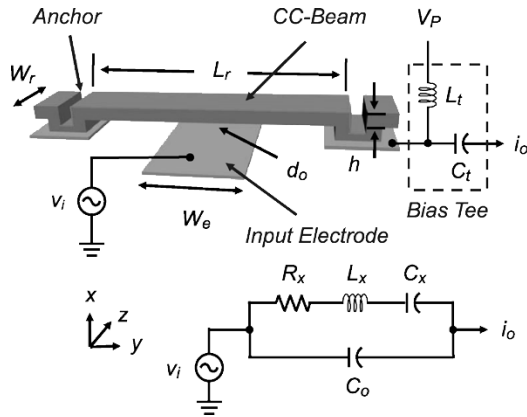 Anchor
CC-Beam
V_P
W_r
L_r
L_t
h
C_t
i_o
d_o
v_i
W_e
Bias Tee
Input Electrode
R_x
L_x
C_x
x
z
y
i_o
v_i
C_o